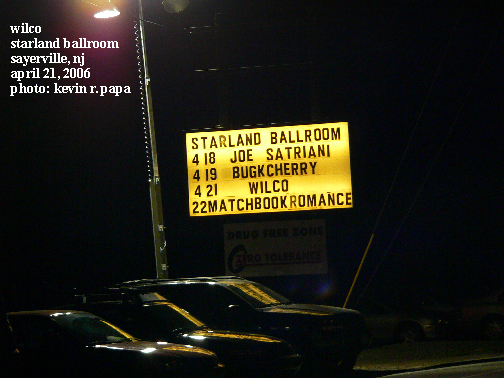 wilco
starland ballroom
sayerville, nj
april 21, 2006
photo: kevin r. papa
STARLAND BALLROOM
4 18 JOE SATRIANI
4 19 BUGKCHERRY
4 21 WILCO
22MATCHBOOKROMANCE
DRUG FREE ZONE
ZERO TOLERANCE